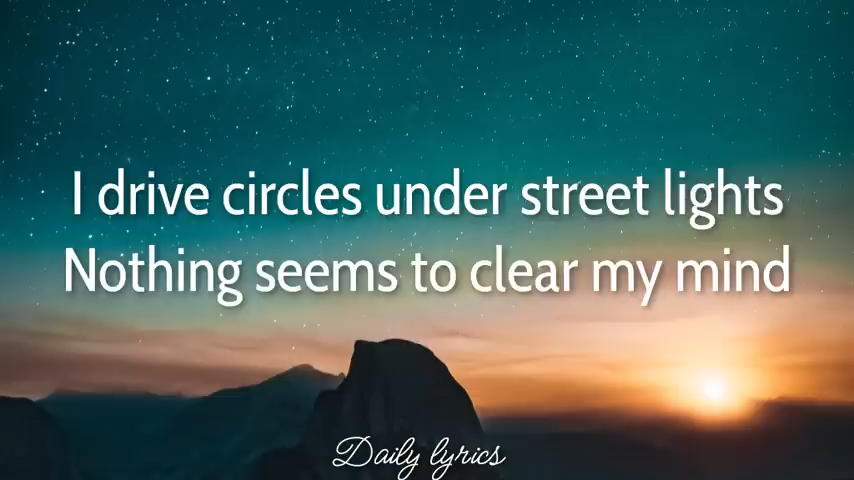 I drive circles under street lights
Nothing seems to clear my mind
Daily lyrics